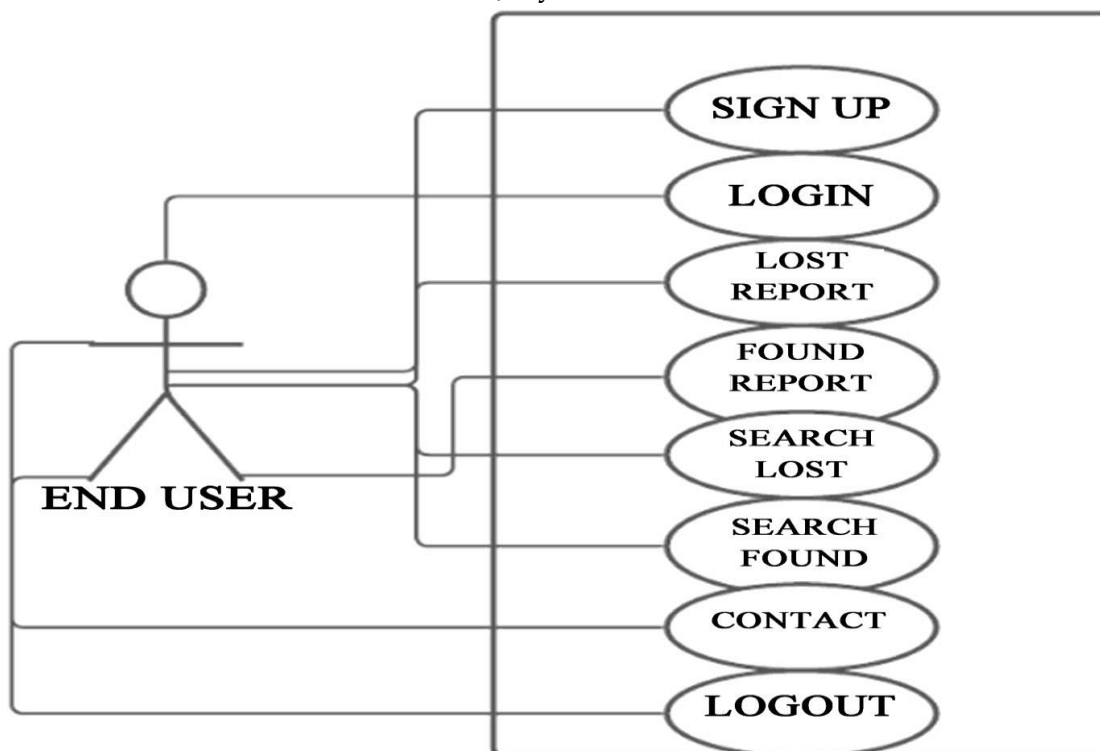 SIGN UP
LOGIN
LOST
REPORT
FOUND
REPORT
SEARCH
LOST
END USER
SEARCH
FOUND
CONTACT
LOGOUT